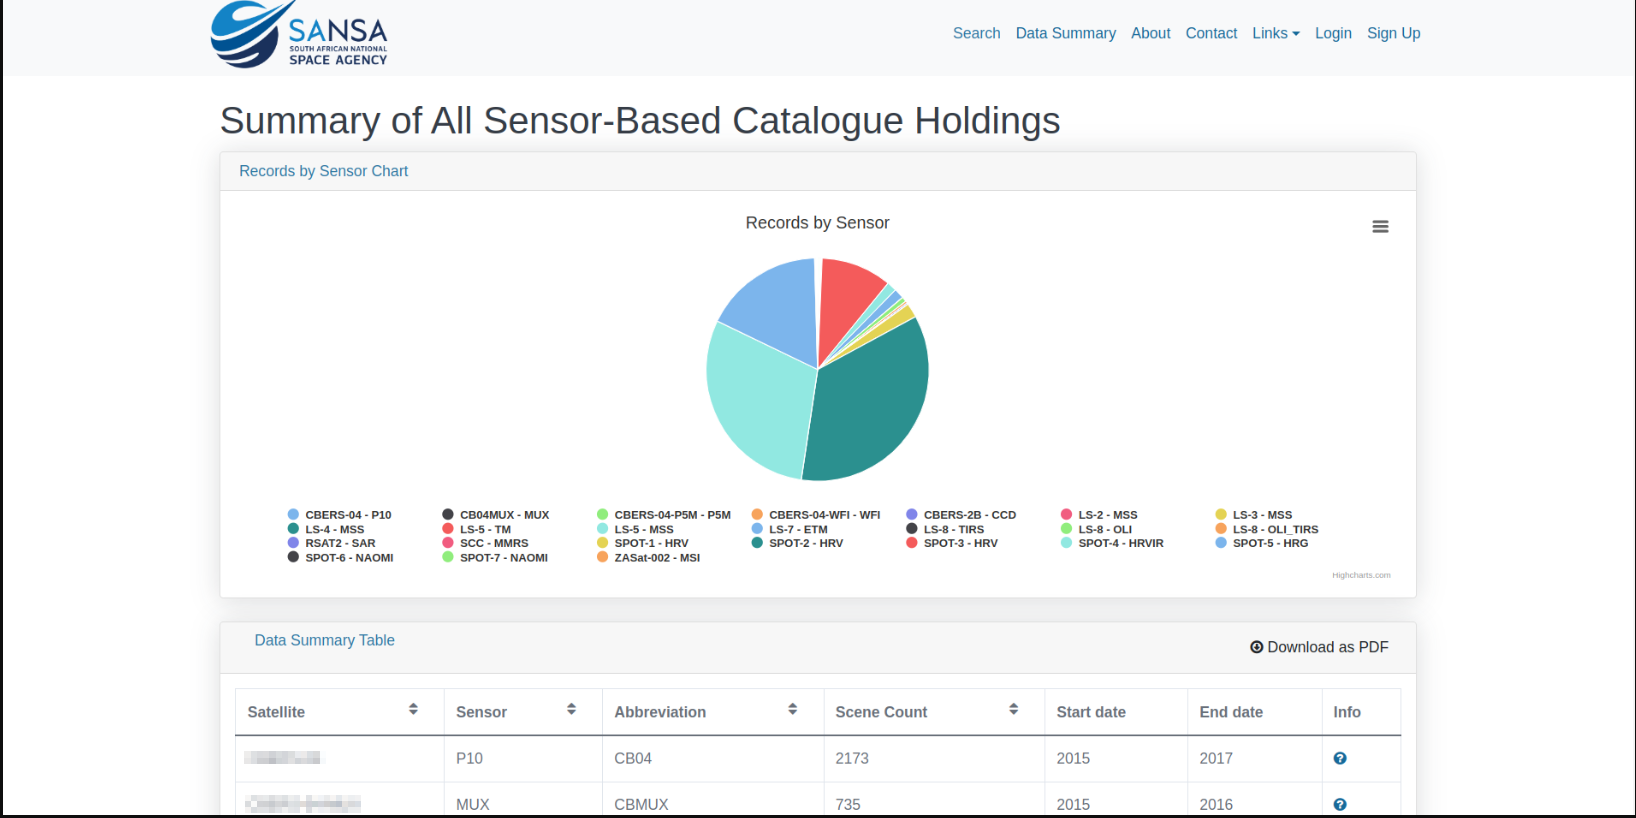 SANSA
SOUTH AFRICAN NATIONAL
SPACE AGENCY
Search Data Summary About Contact Links Login Sign Up
Summary of All Sensor-Based Catalogue Holdings
Records by Sensor Chart
Records by Sensor
CBERS-04 - P10 CB04MUX - MUX CBERS-04-P5M - P5M CBERS-04-WFI - WFI CBERS-2B - CCD LS-2 - MSS LS-3 - MSS
LS-4 - MSS LS-5 - TM LS-5 - MSS LS-7 - ETM LS-8 - TIRS LS-8 - OLI LS-8 - OLI_TIRS
RSAT2 - SAR SCC - MMRS SPOT-1 - HRV SPOT-2 - HRV SPOT-3 - HRV SPOT-4 - HRVIR SPOT-5 - HRG
SPOT-6 - NAOMI SPOT-7 - NAOMI ZASat-002 - MSI
Highcharts.com
Data Summary Table
Download as PDF
Satellite Sensor Abbreviation Scene Count Start date End date Info
P10 CB04 2173 2015 2017
MUX CBMUX 735 2015 2016